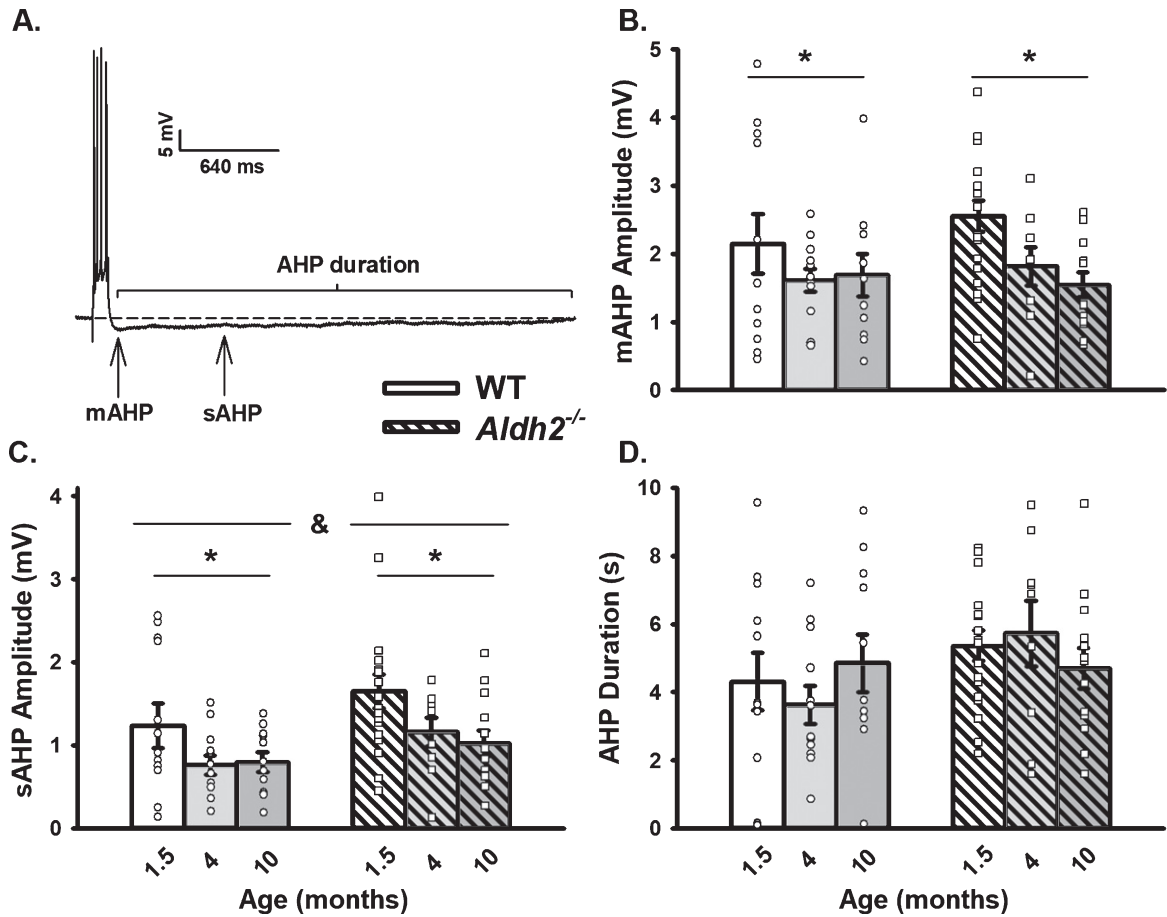 A.
5 mV
640 ms
AHP duration
mAHP
sAHP
WT
Aldh2-/-
B.
mAHP Amplitude (mV)
5
4
3
2
1
0
*
*
C.
sAHP Amplitude (mV)
4
3
2
1
0
&
*
*
1.5
4
10
1.5
4
10
Age (months)
D.
AHP Duration (s)
10
8
6
4
2
0
1.5
4
10
1.5
4
10
Age (months)